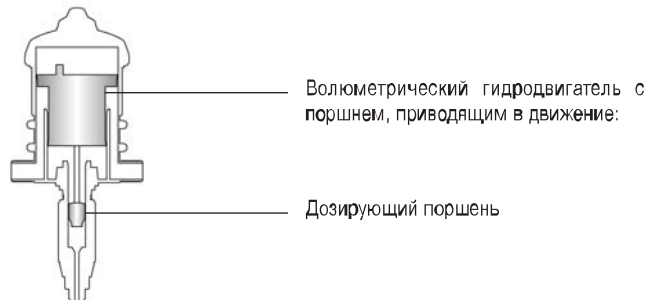 Волюметрический гидродвигатель с
поршнем, приводящим в движение:
Дозирующий поршень